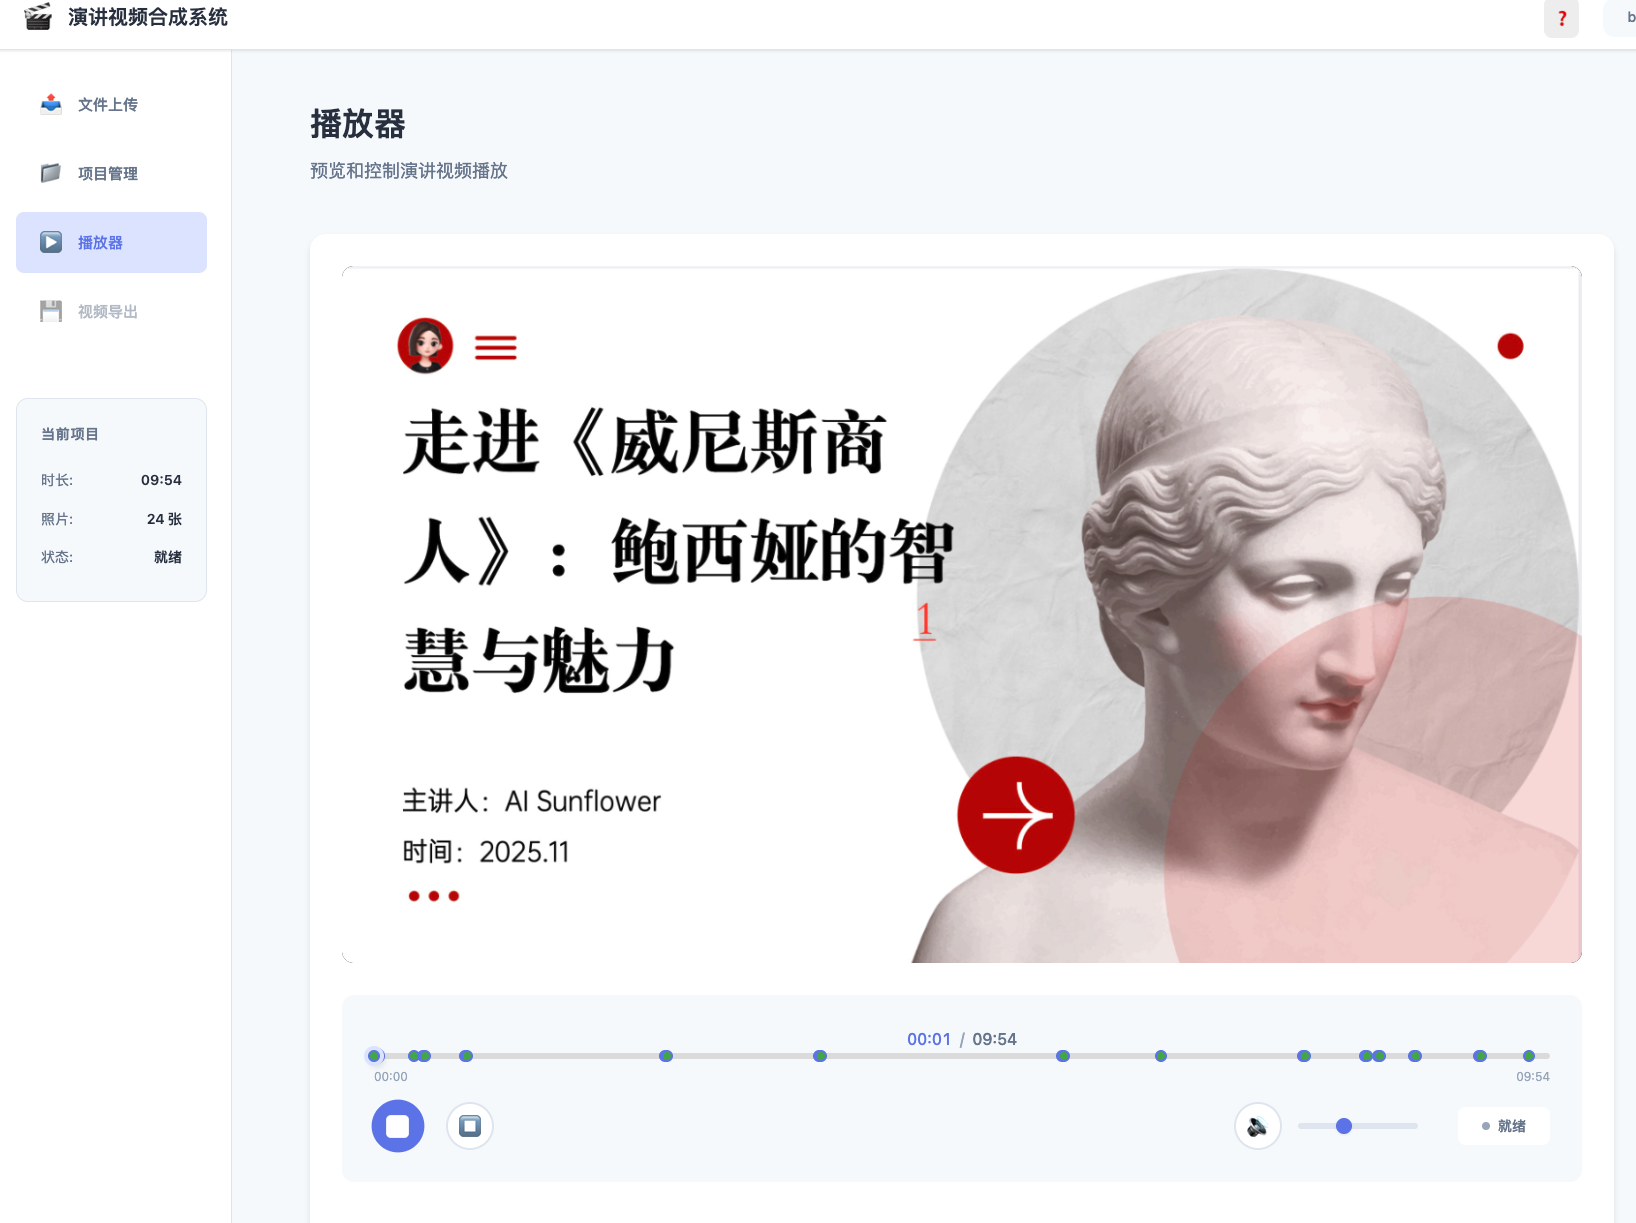 演讲视频合成系统
?
b
文件上传
项目管理
播放器
视频导出
当前项目
时长: 09:54
照片: 24 张
状态: 就绪
播放器
预览和控制演讲视频播放
走进《威尼斯商
人》：鲍西娅的智
慧与魅力
1
主讲人：AI Sunflower
时间：2025.11
00:01 / 09:54
00:00 09:54
就绪